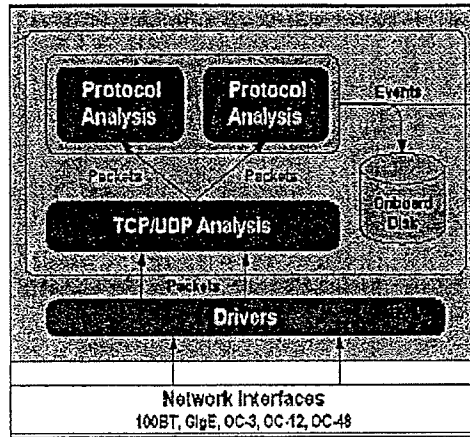 Protocol
Analysis
Protocol
Analysis
Events
Packets
Packets
Onboard
Disk
TCP/UDP Analysis
Packets
Drivers
Network Interfaces
100BT, GigE, OC-3, OC-12, OC-48